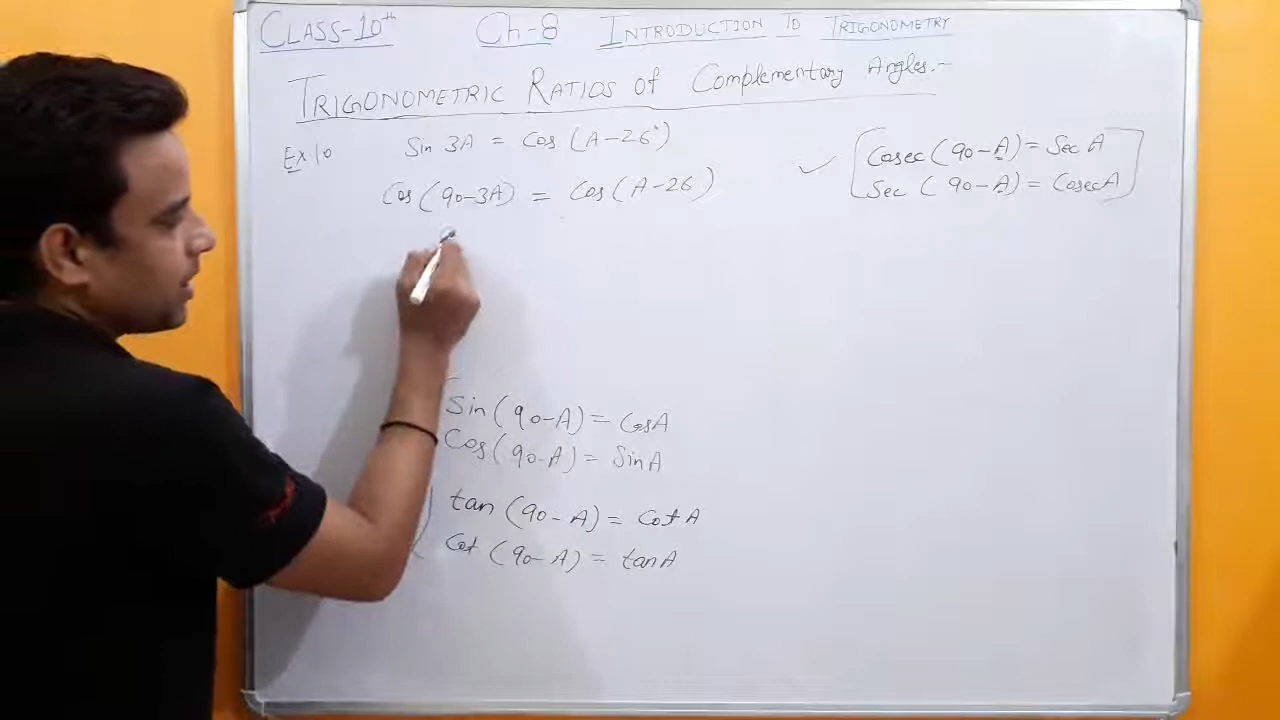 CLASS-10th Ch-8 INTRODUCTION TO TRIGONOMETRY
TRIGONOMETRIC RATIOS of Complementary Angles.-
Ex.10 Sin 3A = Cos (A-26°)
Cos (90-3A) = Cos (A-26)
Cosec (90-A) = Sec A
Sec (90-A) = Cosec A
Sin (90-A) = Cos A
Cos (90-A) = Sin A
tan (90-A) = Cot A
Cot (90-A) = tan A